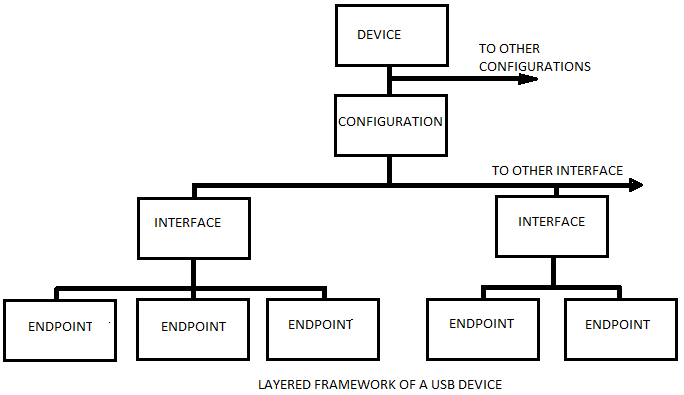 DEVICE
TO OTHER
CONFIGURATIONS
CONFIGURATION
TO OTHER INTERFACE
INTERFACE
INTERFACE
ENDPOINT
ENDPOINT
ENDPOINT
ENDPOINT
ENDPOINT
LAYERED FRAMEWORK OF A USB DEVICE